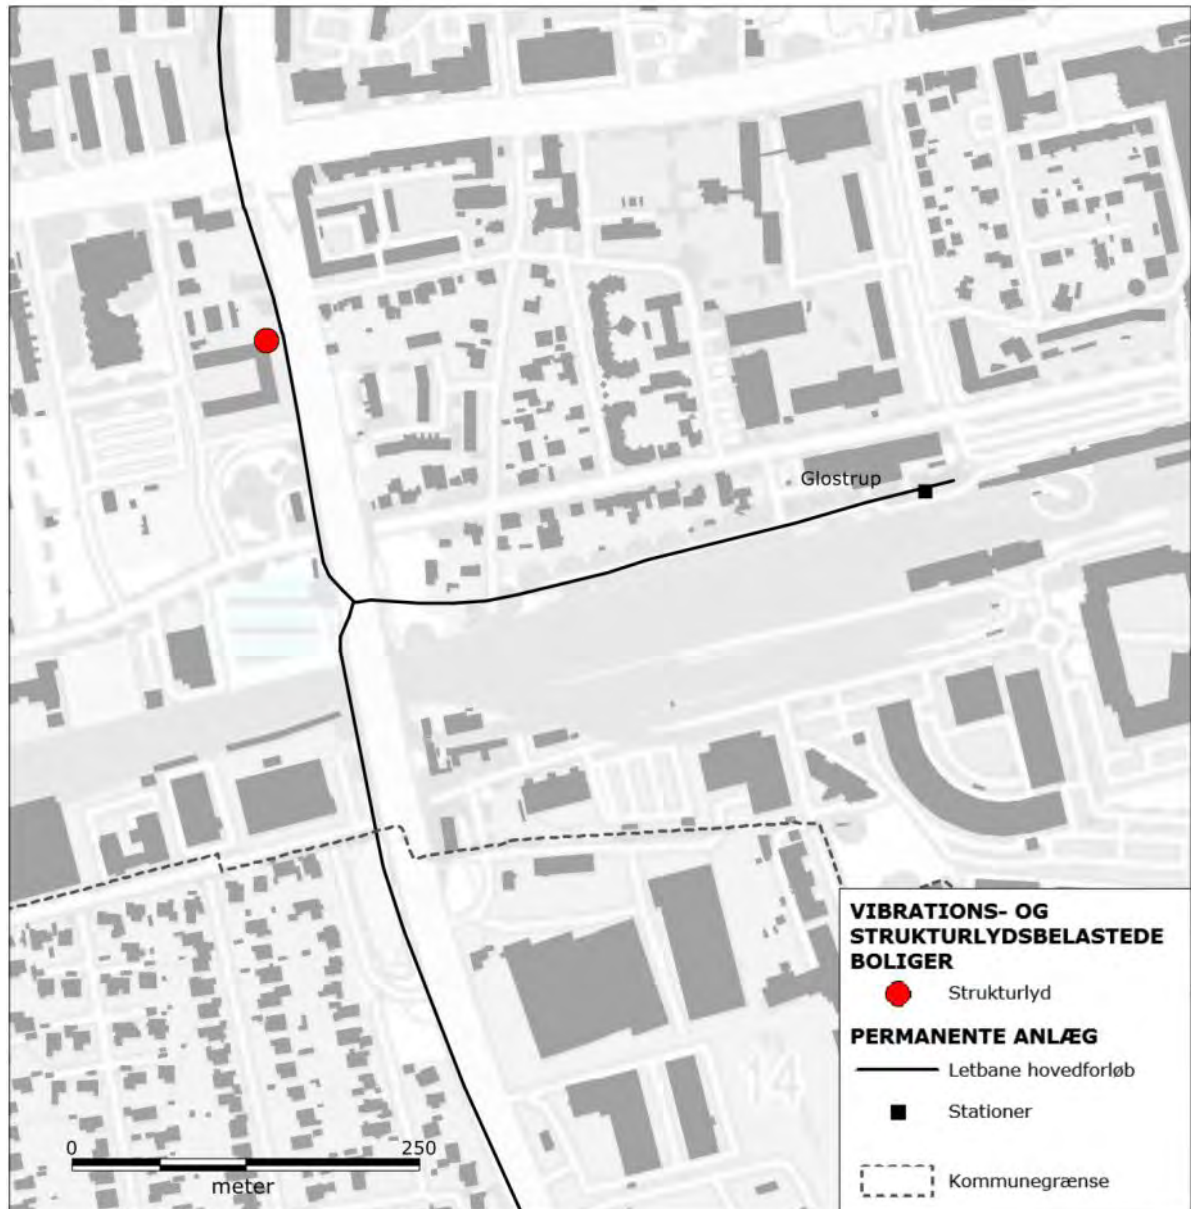 Glostrup
14
VIBRATIONS- OG
STRUKTURLYDSBELASTEDE
BOLIGER
Strukturlyd
PERMANENTE ANLÆG
Letbane hovedforløb
Stationer
Kommunegrænse
0 250
meter